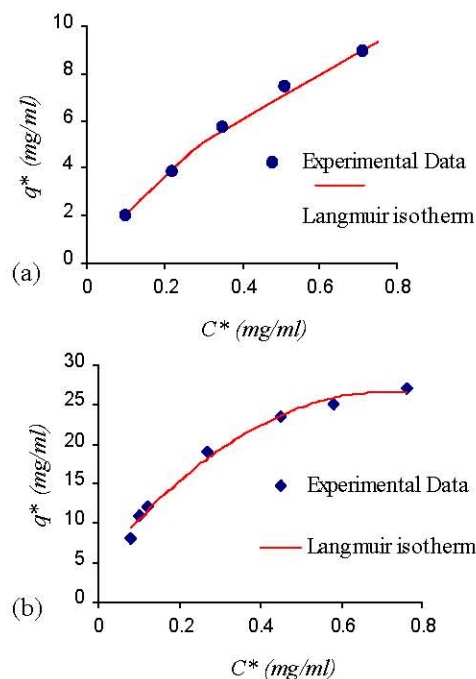 10
8
6
4
2
0
q* (mg/ml)
Experimental Data
Langmuir isotherm
(a)
0 0.2 0.4 0.6 0.8
C* (mg/ml)
30
25
20
15
10
5
0
q* (mg/ml)
Experimental Data
Langmuir isotherm
(b)
0 0.2 0.4 0.6 0.8
C* (mg/ml)